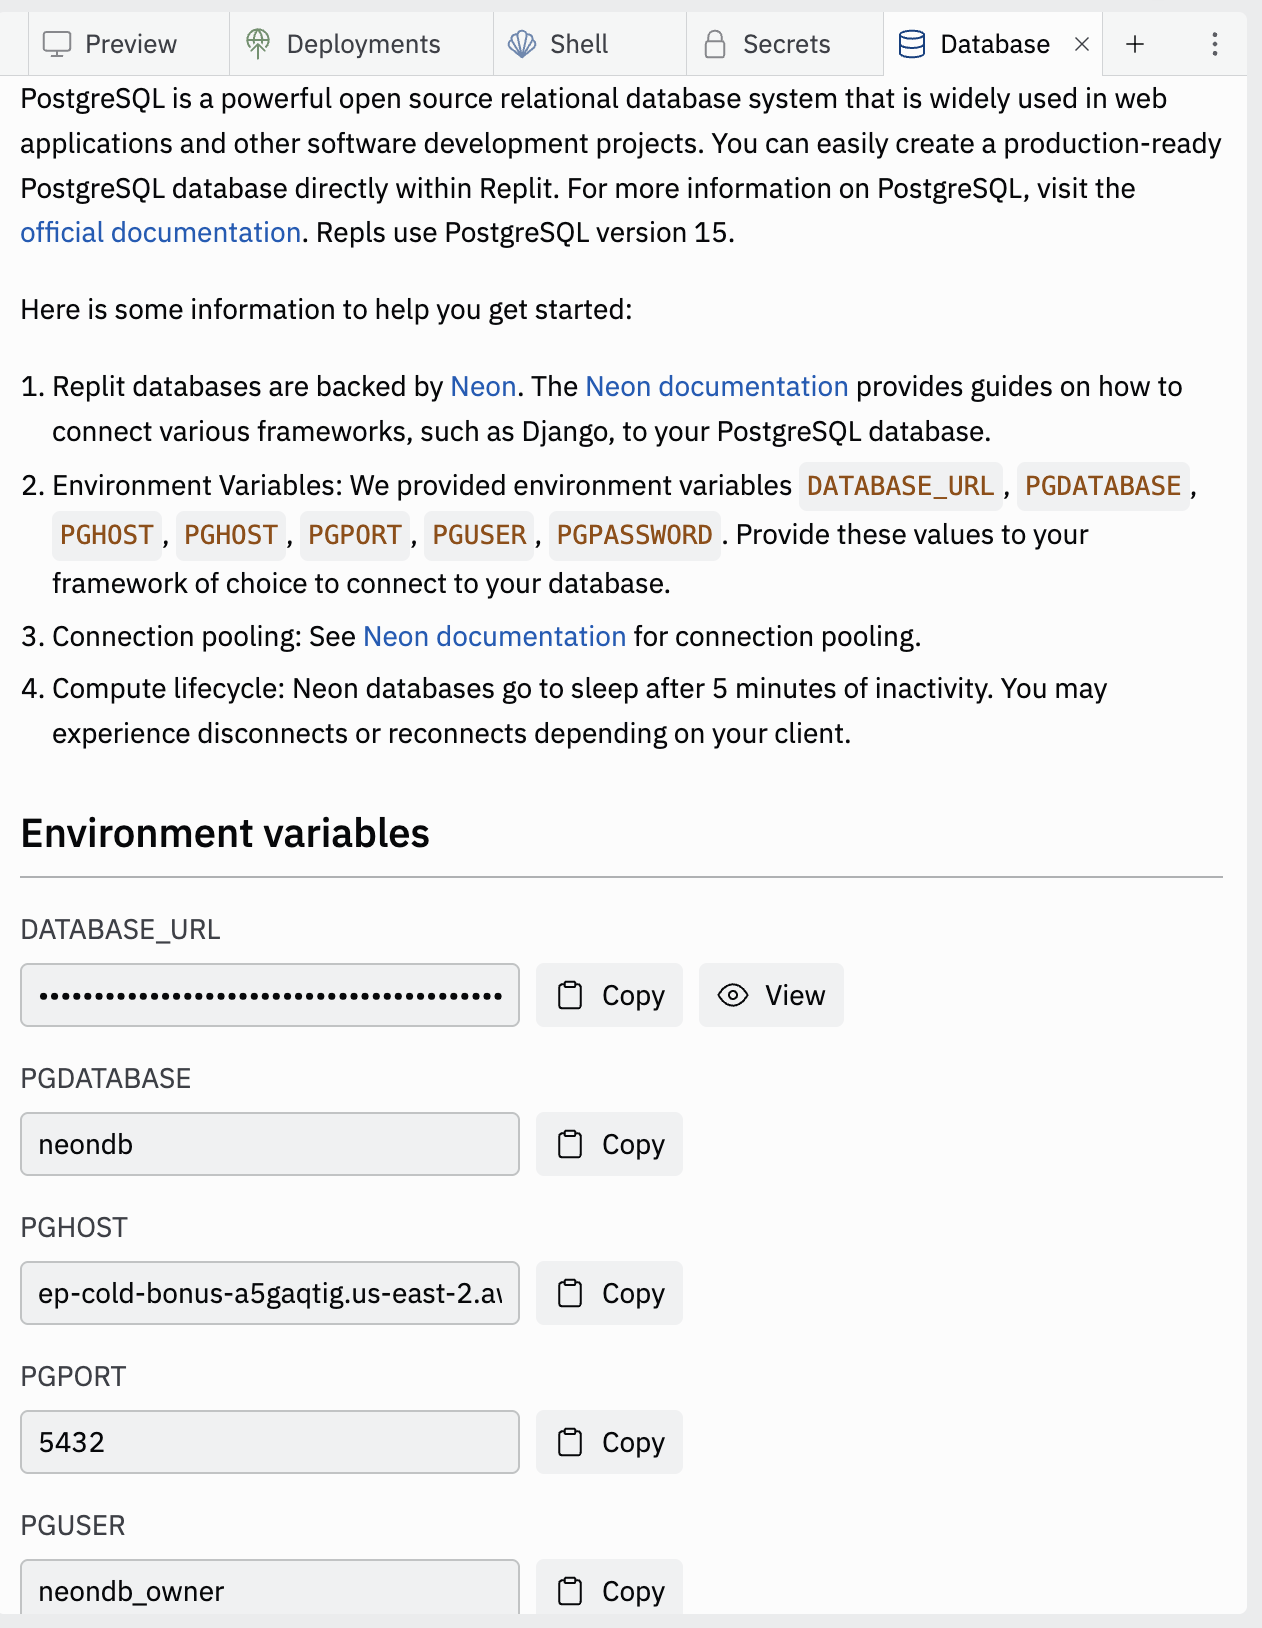 Preview Deployments Shell Secrets Database
PostgreSQL is a powerful open source relational database system that is widely used in web
applications and other software development projects. You can easily create a production-ready
PostgreSQL database directly within Replit. For more information on PostgreSQL, visit the
official documentation. Repls use PostgreSQL version 15.
Here is some information to help you get started:
1. Replit databases are backed by Neon. The Neon documentation provides guides on how to
connect various frameworks, such as Django, to your PostgreSQL database.
2. Environment Variables: We provided environment variables DATABASE_URL, PGDATABASE,
PGHOST, PGHOST, PGPORT, PGUSER, PGPASSWORD. Provide these values to your
framework of choice to connect to your database.
3. Connection pooling: See Neon documentation for connection pooling.
4. Compute lifecycle: Neon databases go to sleep after 5 minutes of inactivity. You may
experience disconnects or reconnects depending on your client.
Environment variables
DATABASE_URL
•••••••••••••••••••••••••••••••••••••••••• Copy View
PGDATABASE
neondb Copy
PGHOST
ep-cold-bonus-a5gaqtig.us-east-2.a Copy
PGPORT
5432 Copy
PGUSER
neondb_owner Copy